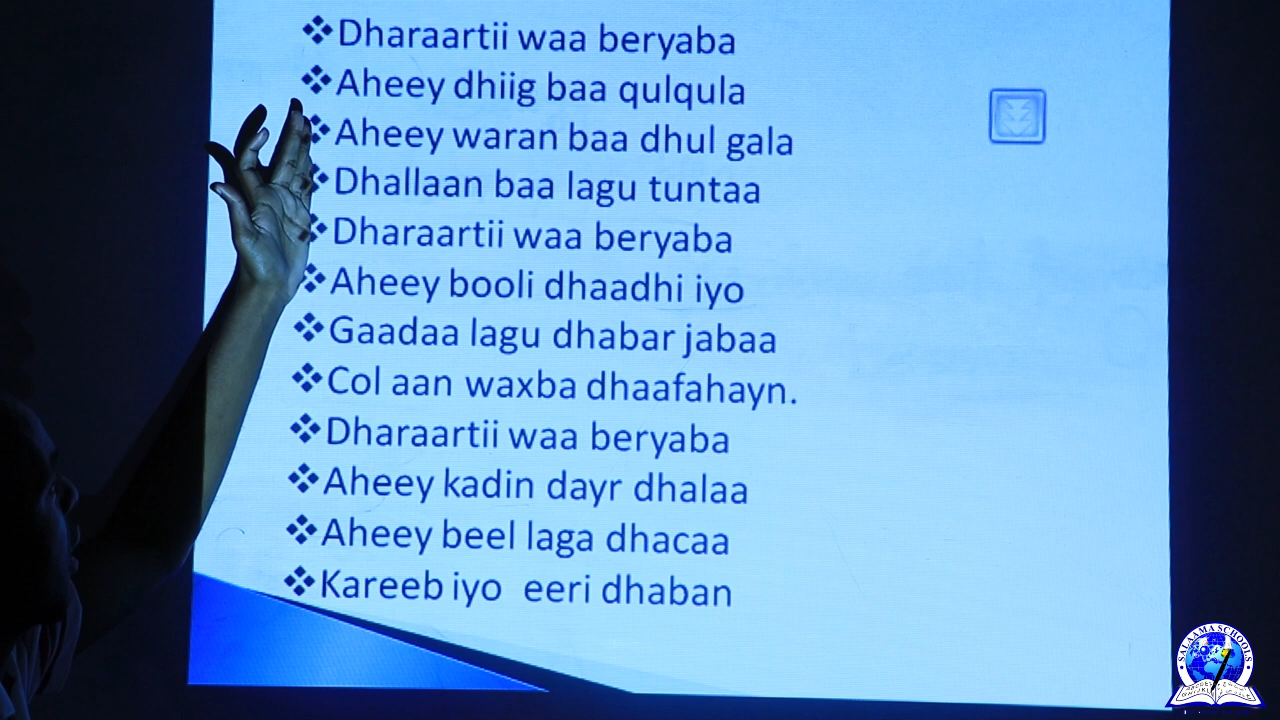 Dharaartii waa beryaba
Aheey dhiig baa qulqula
Aheey waran baa dhul gala
Dhallaan baa lagu tuntaa
Dharaartii waa beryaba
Aheey booli dhaadhi iyo
Gaadaa lagu dhabar jabaa
Col aan waxba dhaafahayn.
Dharaartii waa beryaba
Aheey kadin dayr dhalaa
Aheey beel laga dhacaa
Kareeb iyo eeri dhaban
SALAAMA SCHOOLS